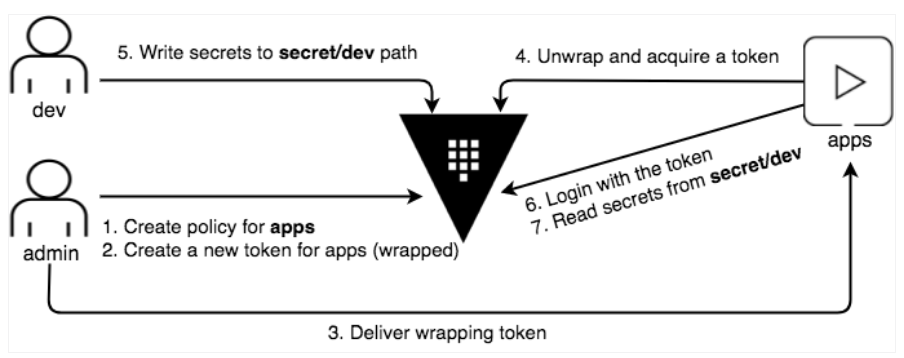 5. Write secrets to secret/dev path
4. Unwrap and acquire a token
dev
apps
6. Login with the token
7. Read secrets from secret/dev
1. Create policy for apps
2. Create a new token for apps (wrapped)
admin
3. Deliver wrapping token